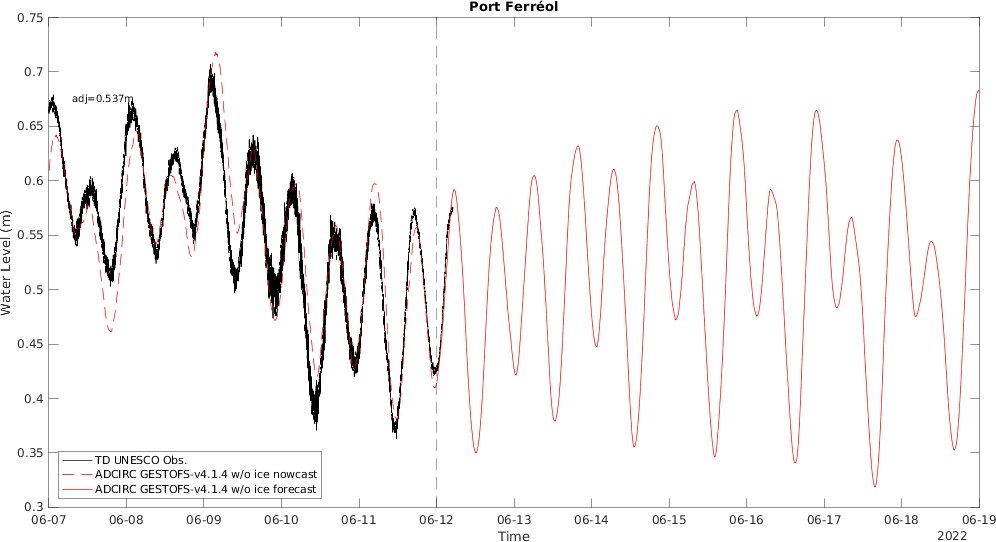 Port Ferréol
0.75
0.7
0.65
0.6
0.55
0.5
0.45
0.4
0.35
0.3
Water Level (m)
adj=0.537m
TD UNESCO Obs.
ADCIRC GESTOFS-v4.1.4 w/o ice nowcast
ADCIRC GESTOFS-v4.1.4 w/o ice forecast
06-07 06-08 06-09 06-10 06-11 06-12 06-13 06-14 06-15 06-16 06-17 06-18 06-19
Time
2022